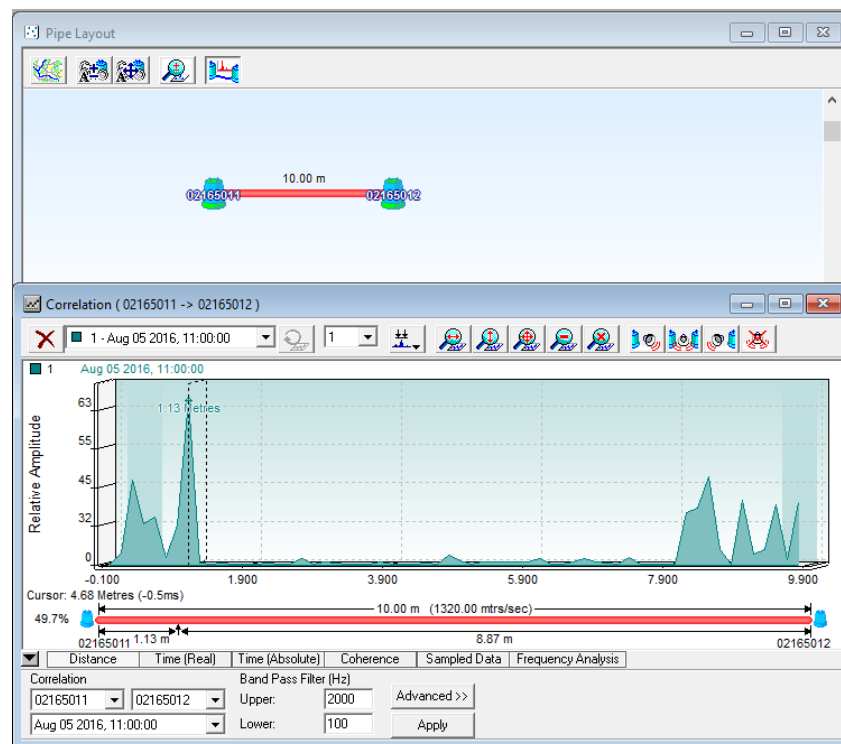 Pipe Layout
10.00 m
02165011
02165012
Correlation ( 02165011 -> 02165012 )
1 - Aug 05 2016, 11:00:00
1
1 Aug 05 2016, 11:00:00
1.13 Metres
Relative Amplitude
63
55
45
32
0
-0.100 1.900 3.900 5.900 7.900 9.900
Cursor: 4.68 Metres (-0.5ms)
10.00 m (1320.00 mtrs/sec)
49.7%
02165011 1.13 m 8.87 m 02165012
Distance Time (Real) Time (Absolute) Coherence Sampled Data Frequency Analysis
Correlation Band Pass Filter (Hz)
02165011 02165012 Upper: 2000 Advanced >>
Aug 05 2016, 11:00:00 Lower: 100 Apply